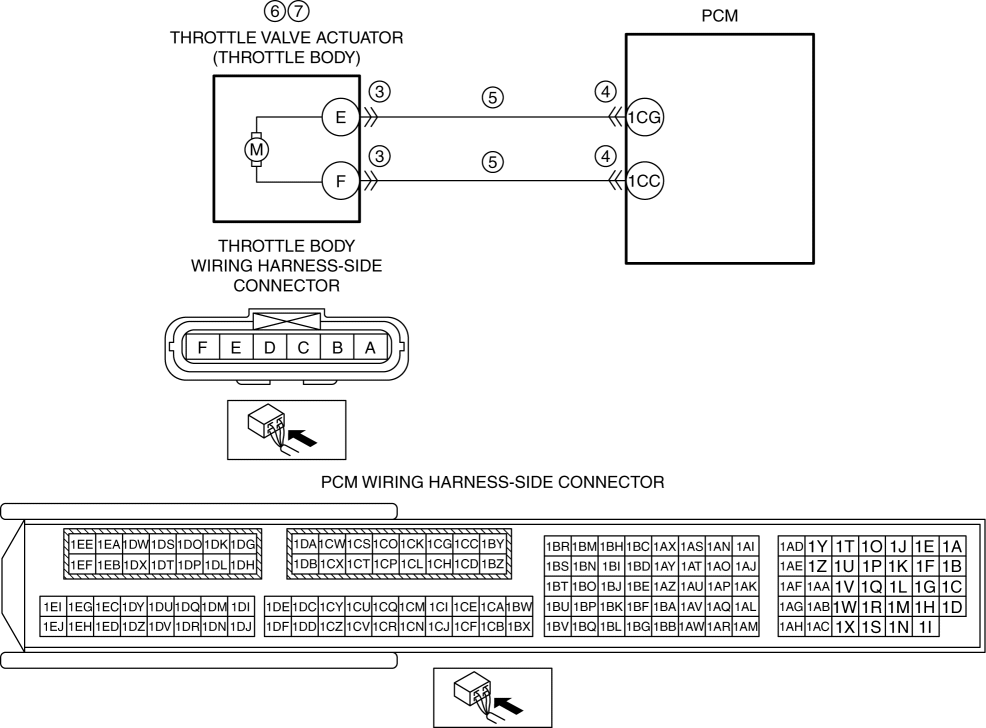 ⑥⑦
THROTTLE VALVE ACTUATOR
(THROTTLE BODY)
PCM
③ ⑤ ④
E 1CG
M
③ ⑤ ④
F 1CC
THROTTLE BODY
WIRING HARNESS-SIDE
CONNECTOR
F E D C B A
PCM WIRING HARNESS-SIDE CONNECTOR
1EE 1EA 1DW 1DS 1DO 1DK 1DG
1EF 1EB 1DX 1DT 1DP 1DL 1DH
1EI 1EG 1EC 1DY 1DU 1DQ 1DM 1DI
1EJ 1EH 1ED 1DZ 1DV 1DR 1DN 1DJ
1DA 1CW 1CS 1CO 1CK 1CG 1CC 1BY
1DB 1CX 1CT 1CP 1CL 1CH 1CD 1BZ
1DE 1DC 1CY 1CU 1CQ 1CM 1CI 1CE 1CA 1BW
1DF 1DD 1CZ 1CV 1CR 1CN 1CJ 1CF 1CB 1BX
1BR 1BM 1BH 1BC 1AX 1AS 1AN 1AI
1BS 1BN 1BI 1BD 1AY 1AT 1AO 1AJ
1BT 1BO 1BJ 1BE 1AZ 1AU 1AP 1AK
1BU 1BP 1BK 1BF 1BA 1AV 1AQ 1AL
1BV 1BQ 1BL 1BG 1BB 1AW 1AR 1AM
1AD 1Y 1T 1O 1J 1E 1A
1AE 1Z 1U 1P 1K 1F 1B
1AF 1AA 1V 1Q 1L 1G 1C
1AG 1AB 1W 1R 1M 1H 1D
1AH 1AC 1X 1S 1N 1I